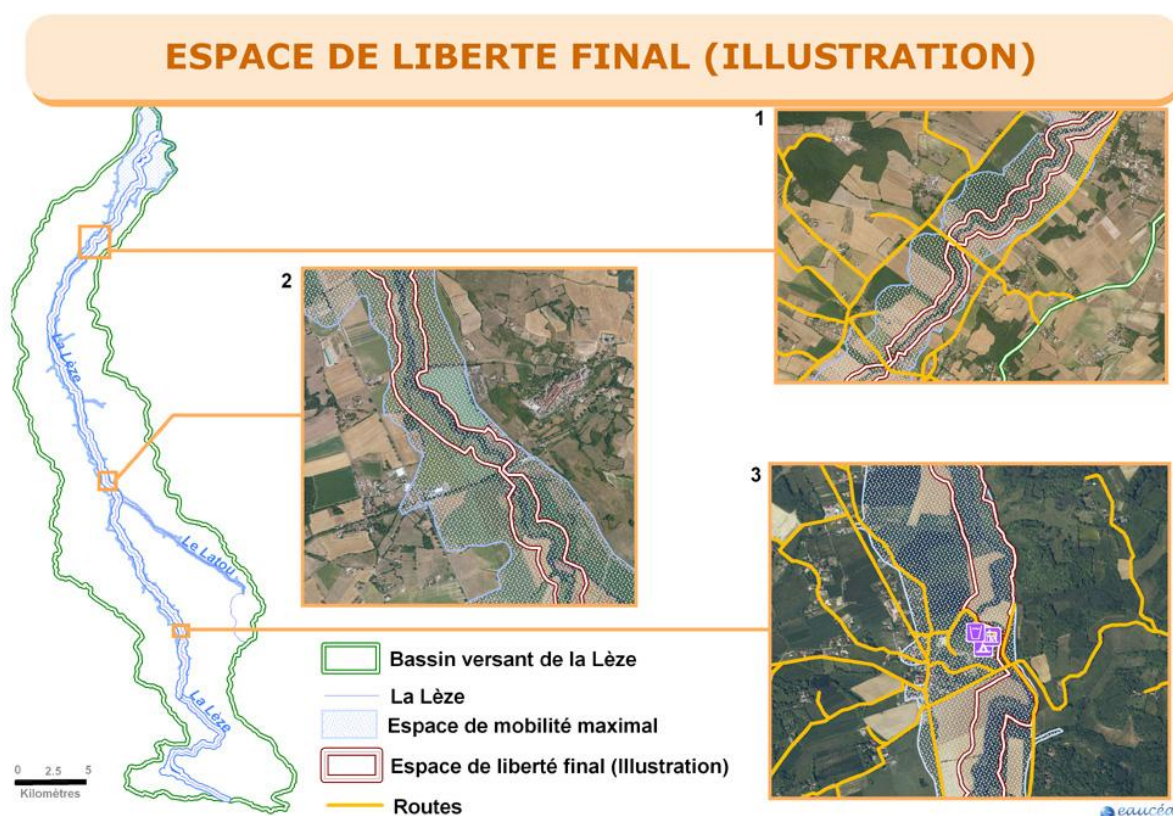 ESPACE DE LIBERTE FINAL (ILLUSTRATION)
1
2
3
La Lèze
Le Latou
La Lèze
Bassin versant de la Lèze
La Lèze
Espace de mobilité maximal
Espace de liberté final (Illustration)
Routes
0 2.5 5
Kilomètres
eaucéa